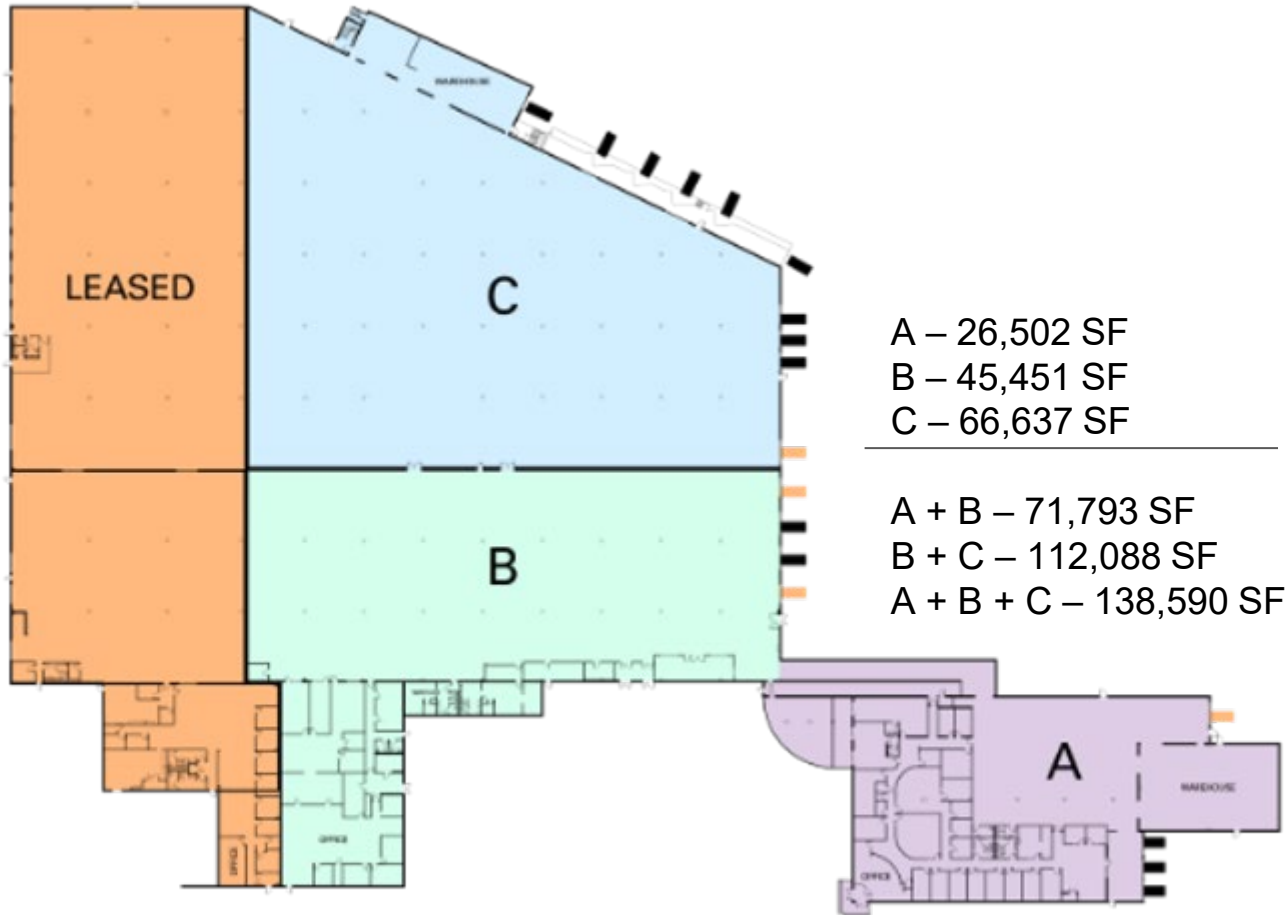 WAREHOUSE
LEASED
C
A – 26,502 SF
B – 45,451 SF
C – 66,637 SF
A + B – 71,793 SF
B + C – 112,088 SF
A + B + C – 138,590 SF
B
A
WAREHOUSE
OFFICE
OFFICE
OFFICE